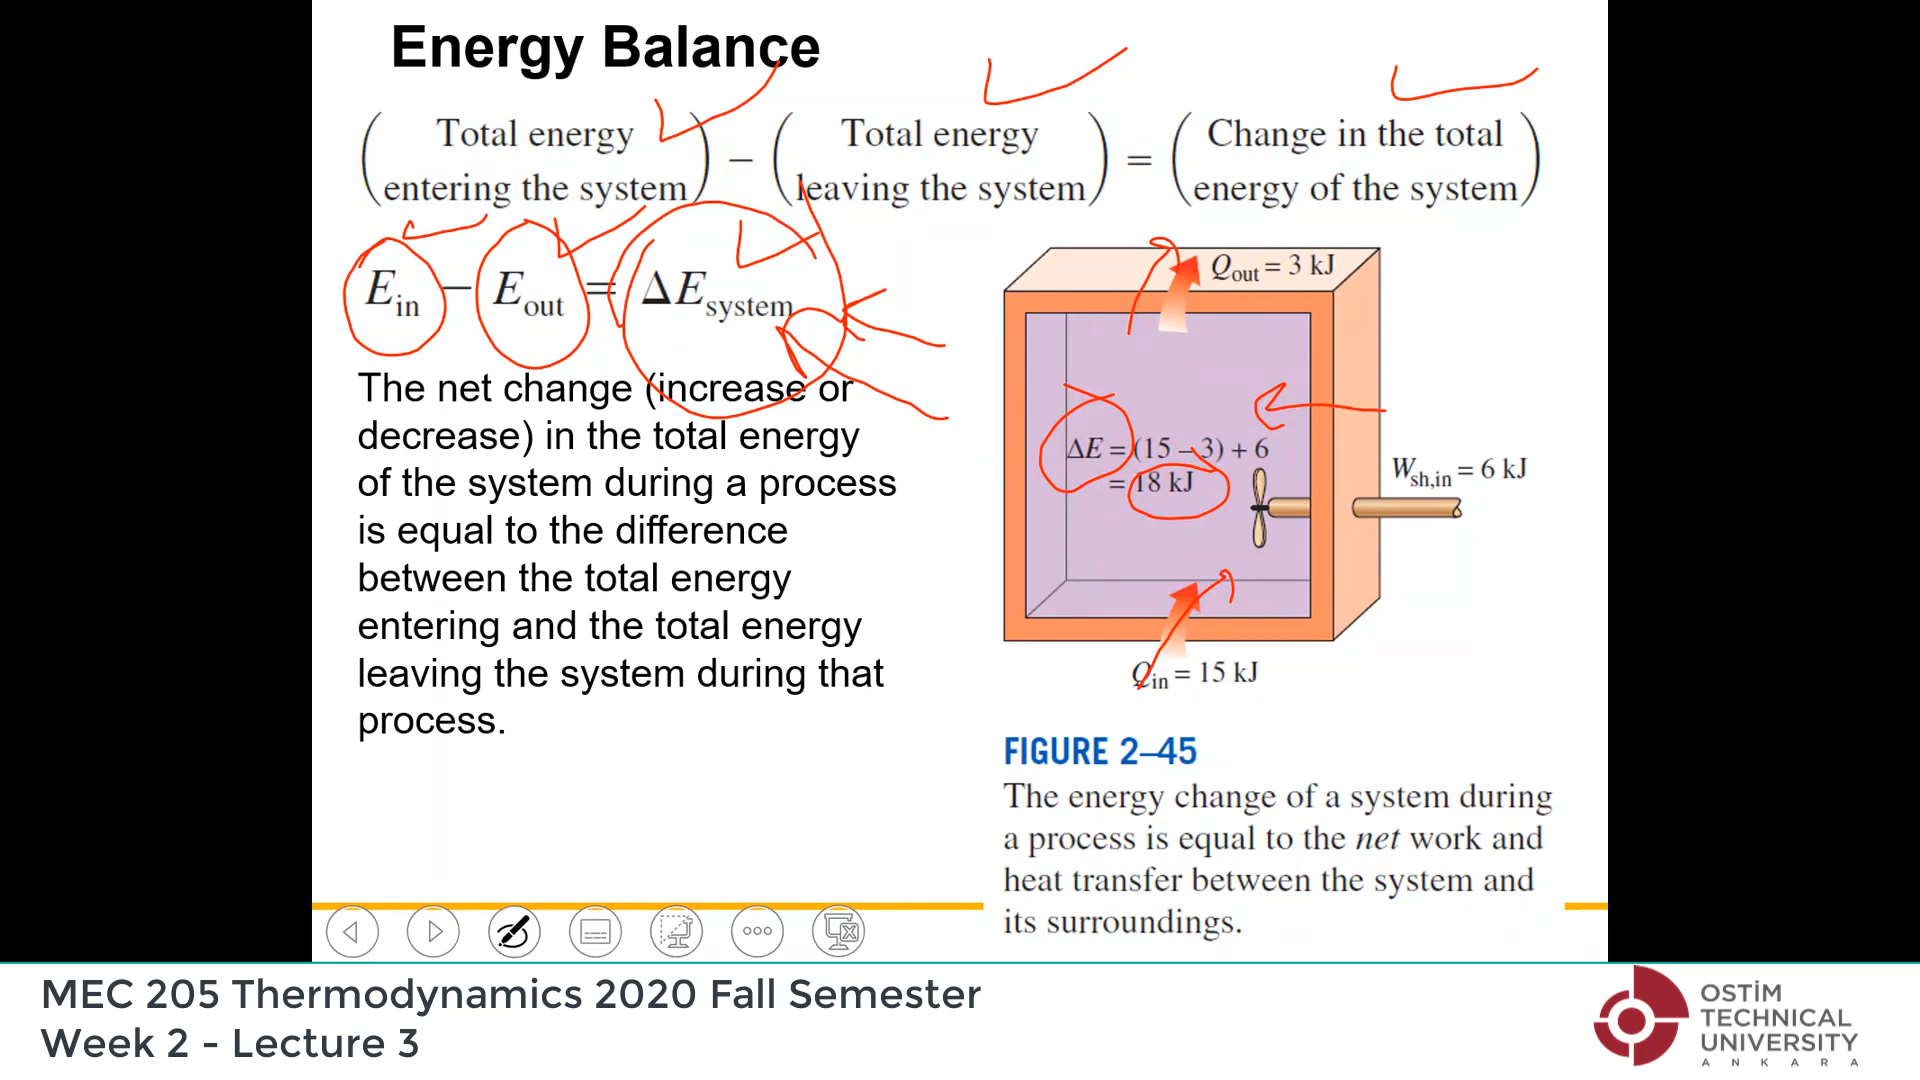 Energy Balance
( Total energy entering the system ) − ( Total energy leaving the system ) = ( Change in the total energy of the system )
E_in − E_out = ΔE_system
The net change (increase or
decrease) in the total energy
of the system during a process
is equal to the difference
between the total energy
entering and the total energy
leaving the system during that
process.
Q_out = 3 kJ
ΔE = (15 − 3) + 6
= 18 kJ
W_sh,in = 6 kJ
Q_in = 15 kJ
FIGURE 2–45
The energy change of a system during
a process is equal to the net work and
heat transfer between the system and
its surroundings.
MEC 205 Thermodynamics 2020 Fall Semester
Week 2 - Lecture 3
OSTİM
TECHNICAL
UNIVERSITY
ANKARA